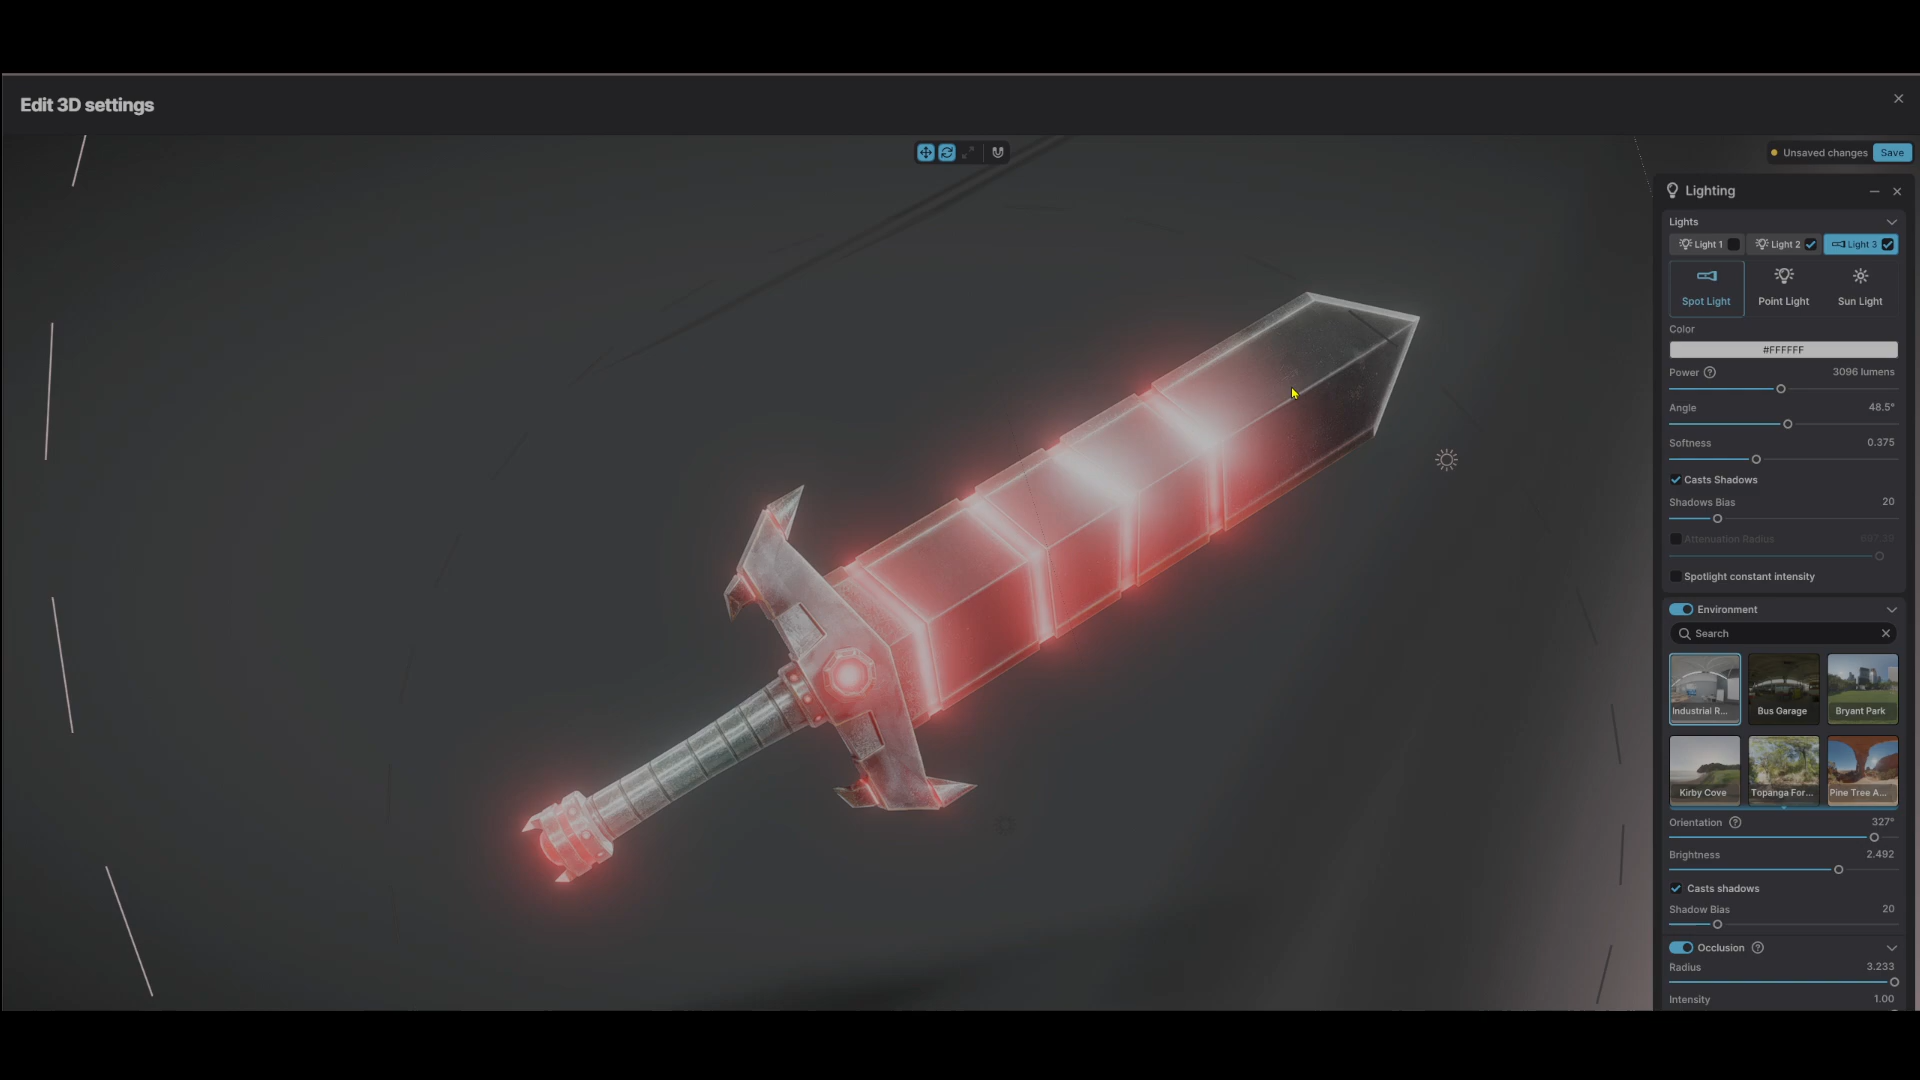 Edit 3D settings
Unsaved changes
Save
Lighting
Lights
Light 1
Light 2
Light 3
Spot Light
Point Light
Sun Light
Color
#FFFFFF
Power
3096 lumens
Angle
48.5°
Softness
0.375
Casts Shadows
Shadows Bias
20
Attenuation Radius
Spotlight constant intensity
Environment
Search
Industrial R...
Bus Garage
Bryant Park
Kirby Cove
Topanga For...
Pine Tree A...
Orientation
327°
Brightness
2.492
Casts shadows
Shadow Bias
20
Occlusion
Radius
3.233
Intensity
1.00